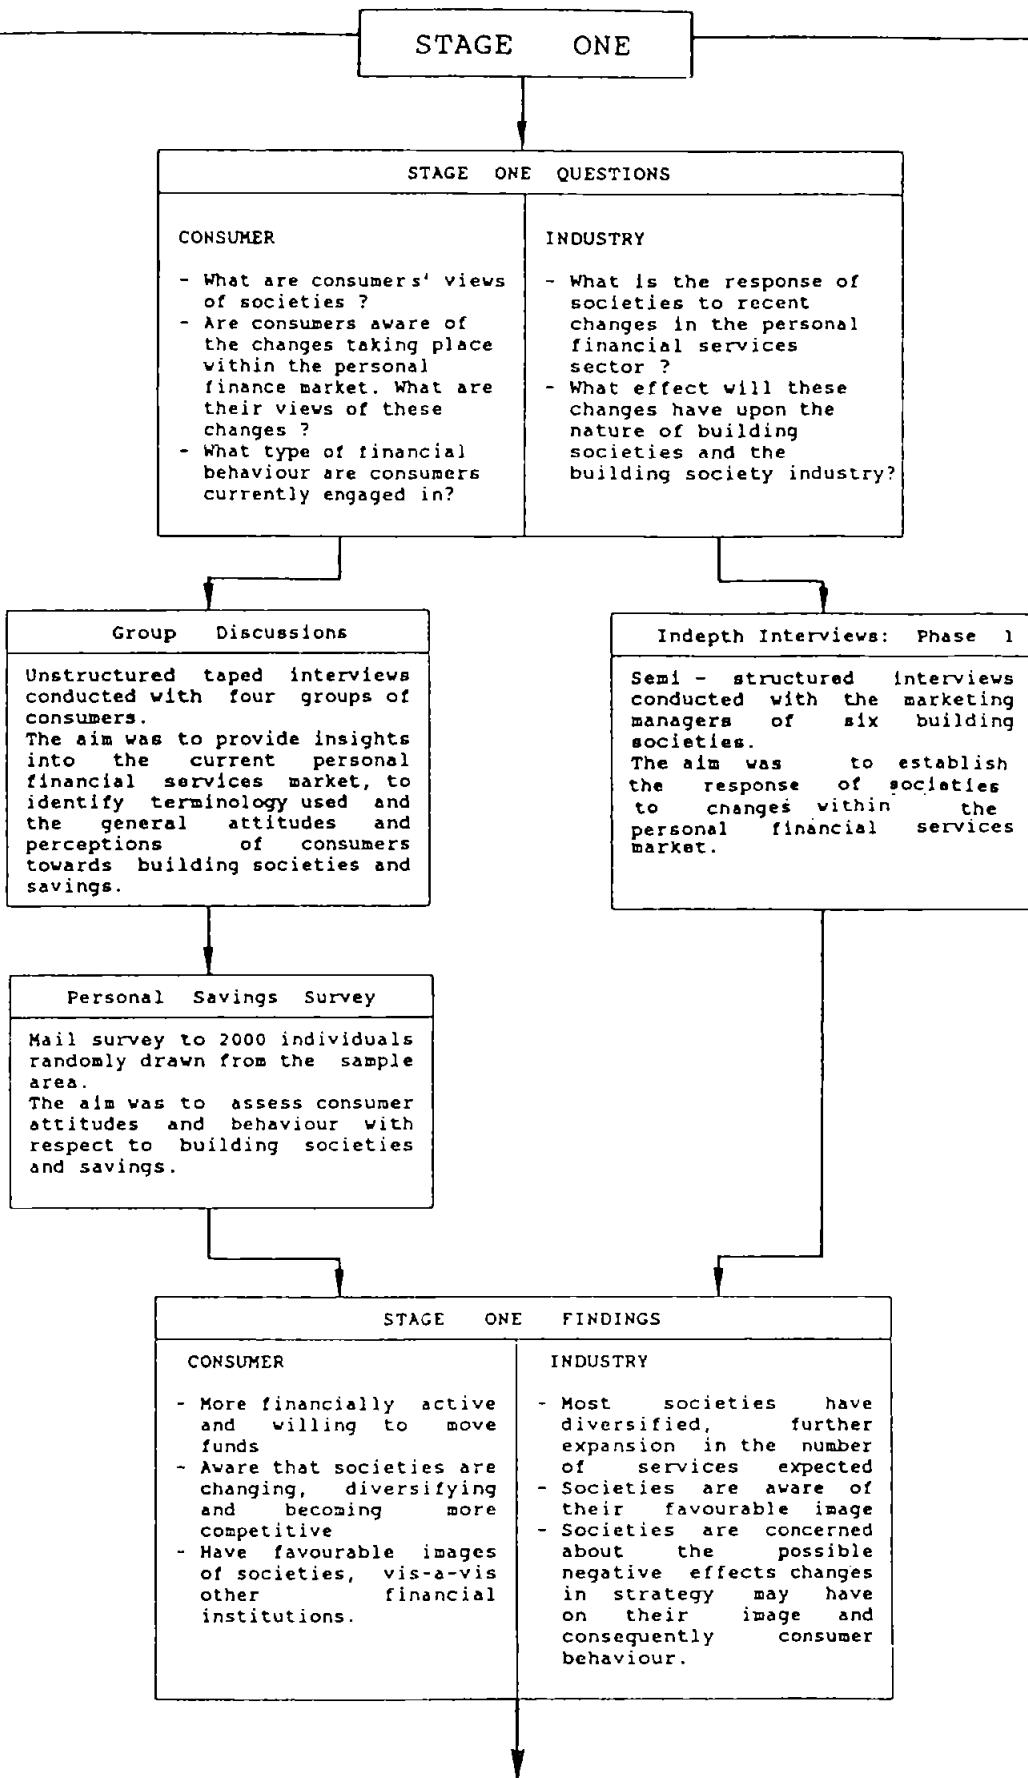 STAGE ONE
STAGE ONE QUESTIONS
CONSUMER
- What are consumers' views
of societies ?
- Are consumers aware of
the changes taking place
within the personal
finance market. What are
their views of these
changes ?
- What type of financial
behaviour are consumers
currently engaged in?
INDUSTRY
- What is the response of
societies to recent
changes in the personal
financial services
sector ?
- What effect will these
changes have upon the
nature of building
societies and the
building society industry?
Group Discussions
Unstructured taped interviews
conducted with four groups of
consumers.
The aim was to provide insights
into the current personal
financial services market, to
identify terminology used and
the general attitudes and
perceptions of consumers
towards building societies and
savings.
Indepth Interviews: Phase 1
Semi - structured interviews
conducted with the marketing
managers of six building
societies.
The aim was to establish
the response of societies
to changes within the
personal financial services
market.
Personal Savings Survey
Mail survey to 2000 individuals
randomly drawn from the sample
area.
The aim was to assess consumer
attitudes and behaviour with
respect to building societies
and savings.
STAGE ONE FINDINGS
CONSUMER
- More financially active
and willing to move
funds
- Aware that societies are
changing, diversifying
and becoming more
competitive
- Have favourable images
of societies, vis-a-vis
other financial
institutions.
INDUSTRY
- Most societies have
diversified, further
expansion in the number
of services expected
- Societies are aware of
their favourable image
- Societies are concerned
about the possible
negative effects changes
in strategy may have
on their image and
consequently consumer
behaviour.